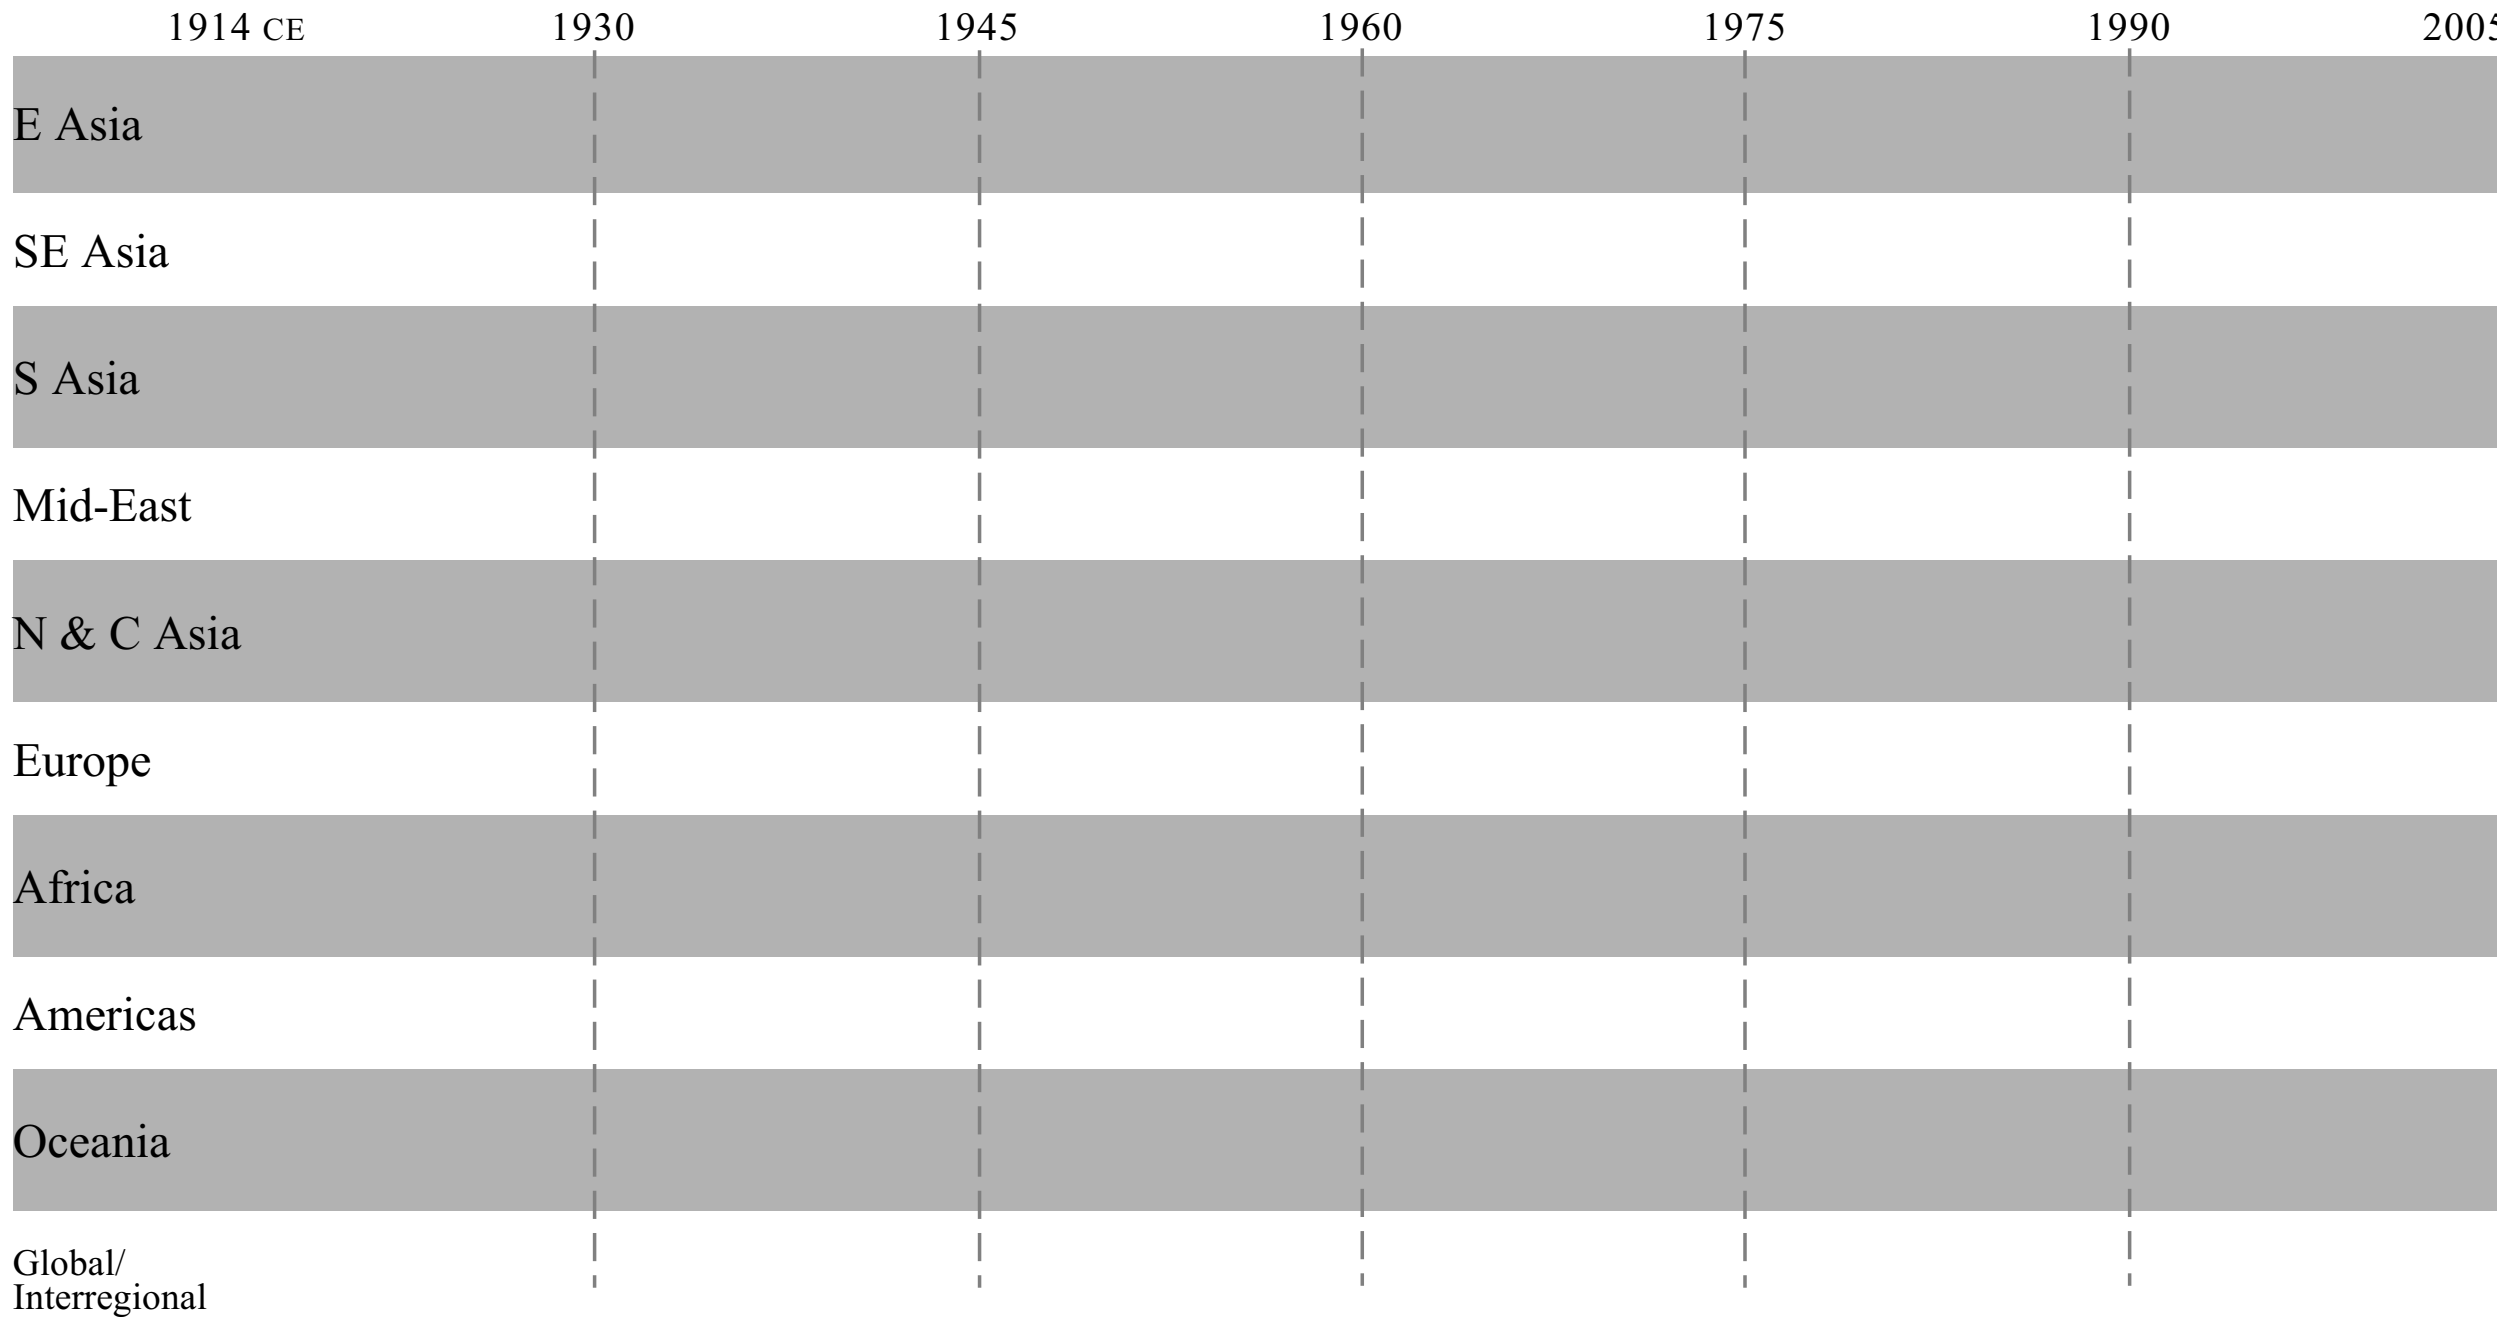 1914 CE 1930 1945 1960 1975 1990 2005
E Asia
SE Asia
S Asia
Mid-East
N & C Asia
Europe
Africa
Americas
Oceania
Global/
Interregional